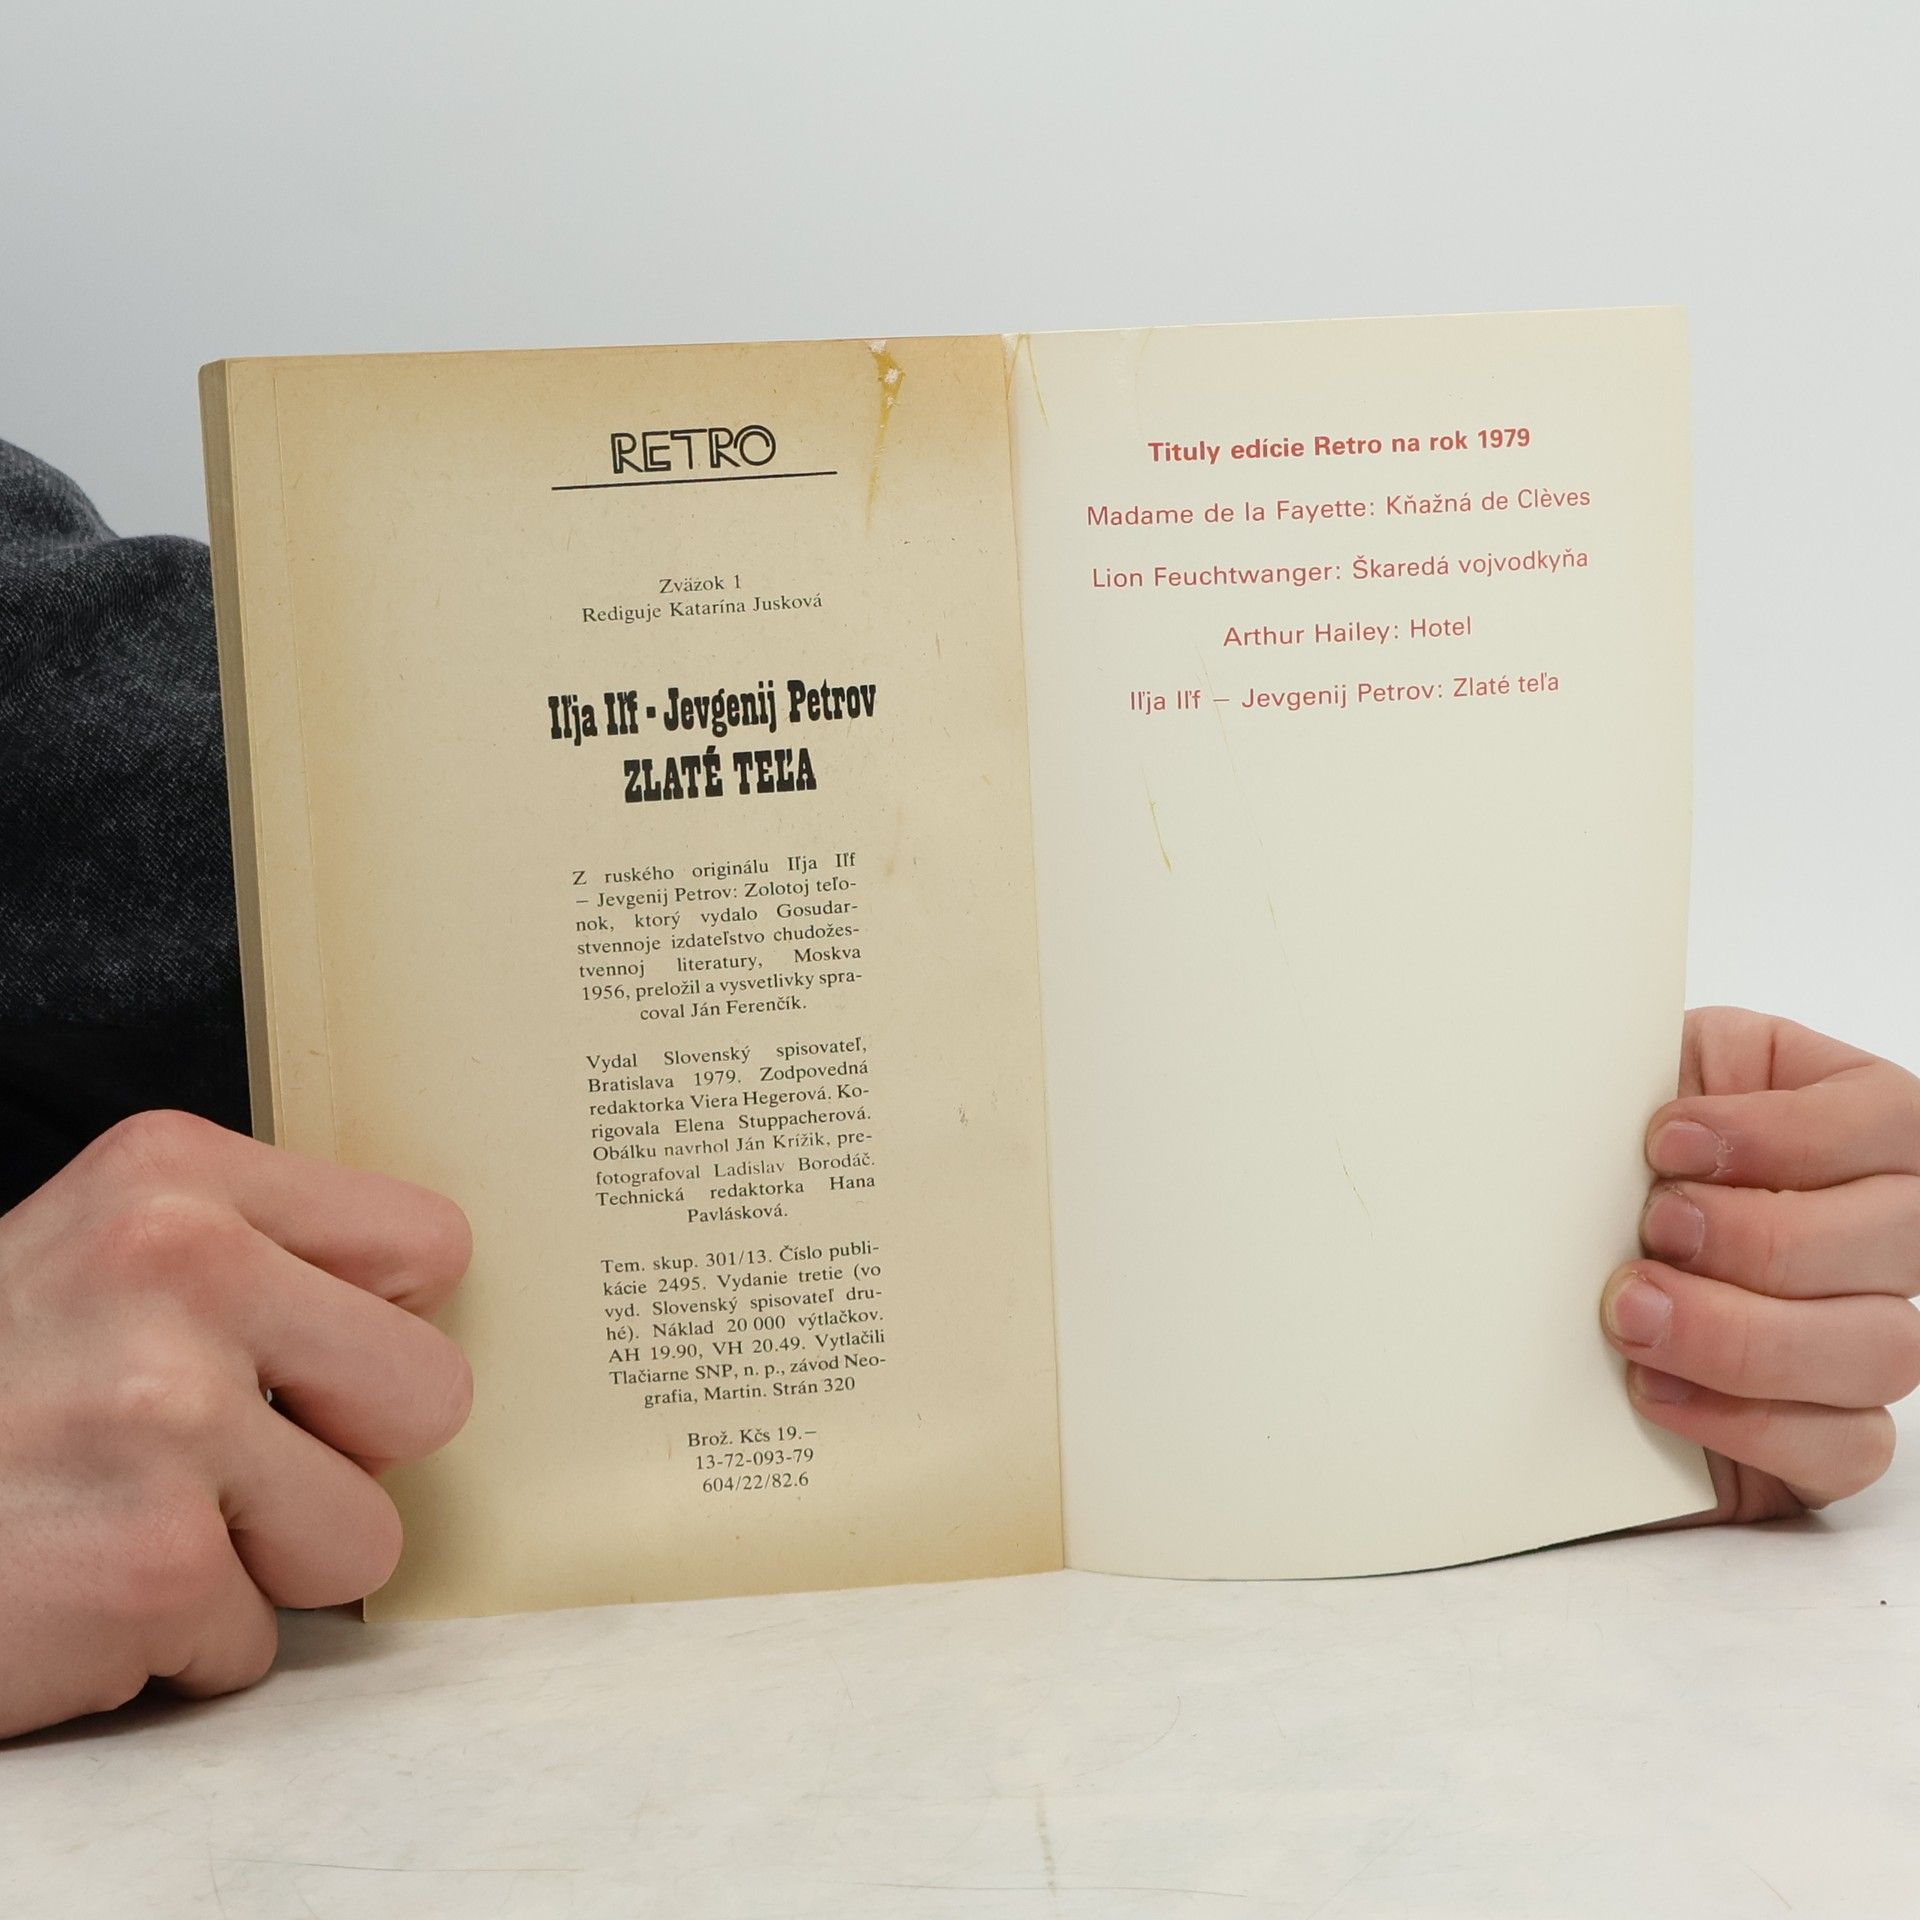 RETRO
Zväzok 1
Rediguje Katarína Jusková
Iľja Iľf - Jevgenij Petrov
ZLATÉ TEĽA
Z ruského originálu Iľja Iľf
– Jevgenij Petrov: Zolotoj teľo-
nok, ktorý vydalo Gosudar-
stvennoje izdateľstvo chudožes-
tvennoj literatury, Moskva
1956, preložil a vysvetlivky spra-
coval Ján Ferenčík.
Vydal Slovenský spisovateľ,
Bratislava 1979. Zodpovedná
redaktorka Viera Hegerová. Ko-
rigovala Elena Stuppacherová.
Obálku navrhol Ján Krížik, pre-
fotografoval Ladislav Borodáč.
Technická redaktorka Hana
Pavlásková.
Tem. skup. 301/13. Číslo publi-
kácie 2495. Vydanie tretie (vo
vyd. Slovenský spisovateľ dru-
hé). Náklad 20 000 výtlačkov.
AH 19.90, VH 20.49. Vytlačili
Tlačiarne SNP, n. p., závod Neo-
grafia, Martin. Strán 320
Brož. Kčs 19.–
13-72-093-79
604/22/82.6
Tituly edície Retro na rok 1979
Madame de la Fayette: Kňažná de Clèves
Lion Feuchtwanger: Škaredá vojvodkyňa
Arthur Hailey: Hotel
Iľja Iľf – Jevgenij Petrov: Zlaté teľa